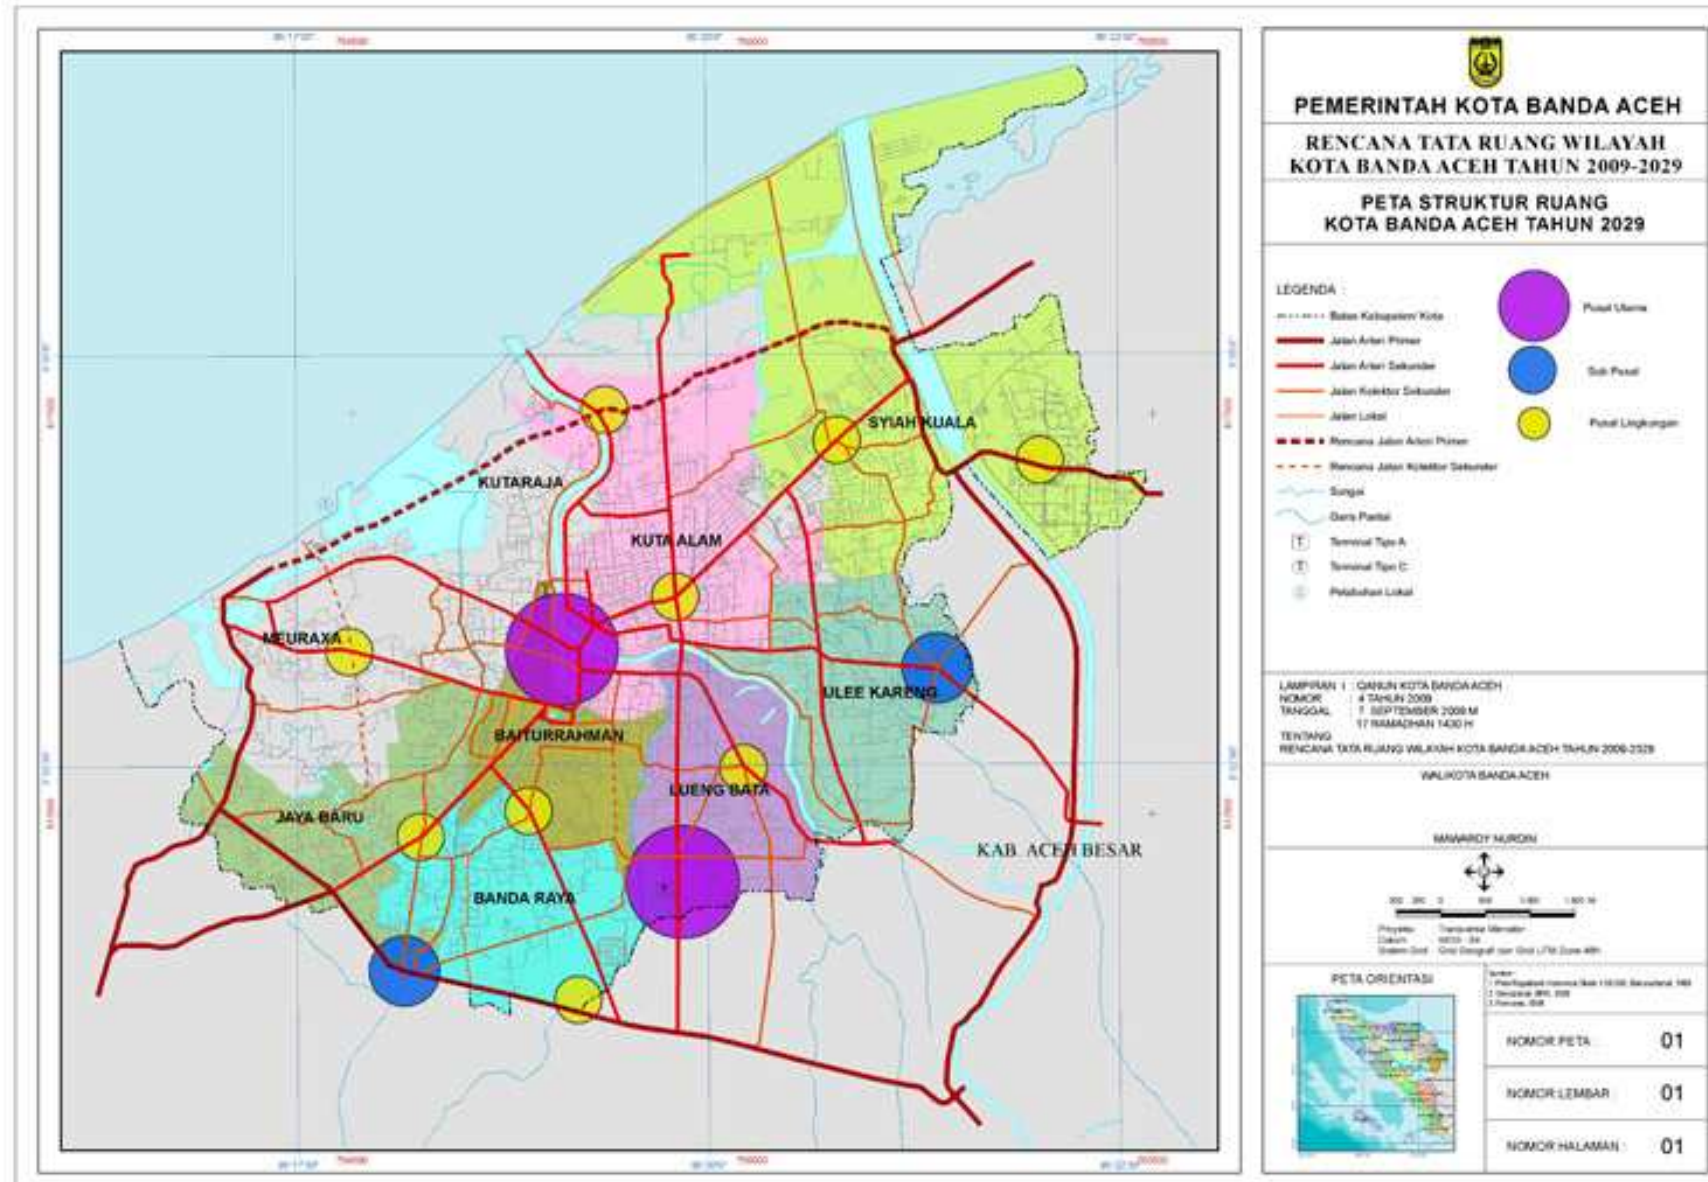 PEMERINTAH KOTA BANDA ACEH
RENCANA TATA RUANG WILAYAH
KOTA BANDA ACEH TAHUN 2009-2029
PETA STRUKTUR RUANG
KOTA BANDA ACEH TAHUN 2029
LEGENDA :
Batas Kabupaten/ Kota
Jalan Arteri Primer
Jalan Arteri Sekunder
Jalan Kolektor Sekunder
Jalan Lokal
Rencana Jalan Arteri Primer
Rencana Jalan Kolektor Sekunder
Sungai
Garis Pantai
T Terminal Tipe A
T Terminal Tipe C
Pelabuhan Lokal
Pusat Utama
Sub Pusat
Pusat Lingkungan
SYIAH KUALA
KUTARAJA
KUTA ALAM
MEURAXA
ULEE KARENG
BAITURRAHMAN
LUENG BATA
JAYA BARU
BANDA RAYA
KAB. ACEH BESAR
LAMPIRAN I : QANUN KOTA BANDA ACEH
NOMOR : 4 TAHUN 2009
TANGGAL : 7 SEPTEMBER 2009 M
17 RAMADHAN 1430 H
TENTANG
RENCANA TATA RUANG WILAYAH KOTA BANDA ACEH TAHUN 2009-2029
WALIKOTA BANDA ACEH
MAWARDY NURDIN
Proyeksi : Transverse Mercator
PETA ORIENTASI
NOMOR PETA : 01
NOMOR LEMBAR : 01
NOMOR HALAMAN : 01